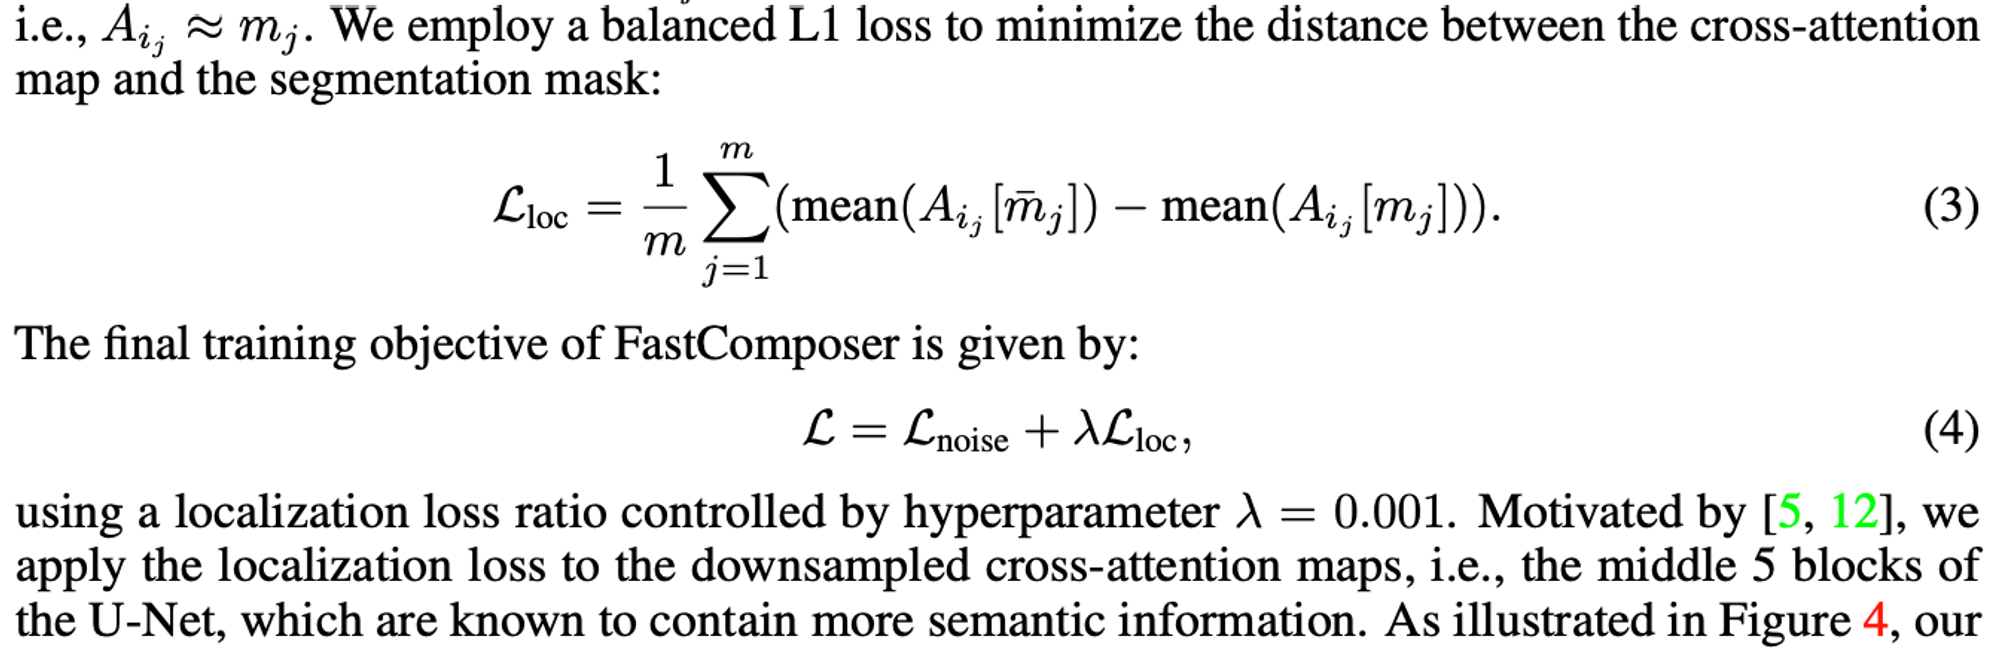 i.e., $A_{i_j} \approx m_j$. We employ a balanced L1 loss to minimize the distance between the cross-attention
map and the segmentation mask:
$\mathcal{L}_{\text{loc}} = \frac{1}{m} \sum_{j=1}^{m} (\text{mean}(A_{i_j}[\bar{m}_j]) - \text{mean}(A_{i_j}[m_j])).$ (3)
The final training objective of FastComposer is given by:
$\mathcal{L} = \mathcal{L}_{\text{noise}} + \lambda \mathcal{L}_{\text{loc}},$ (4)
using a localization loss ratio controlled by hyperparameter $\lambda = 0.001$. Motivated by [5, 12], we
apply the localization loss to the downsampled cross-attention maps, i.e., the middle 5 blocks of
the U-Net, which are known to contain more semantic information. As illustrated in Figure 4, our